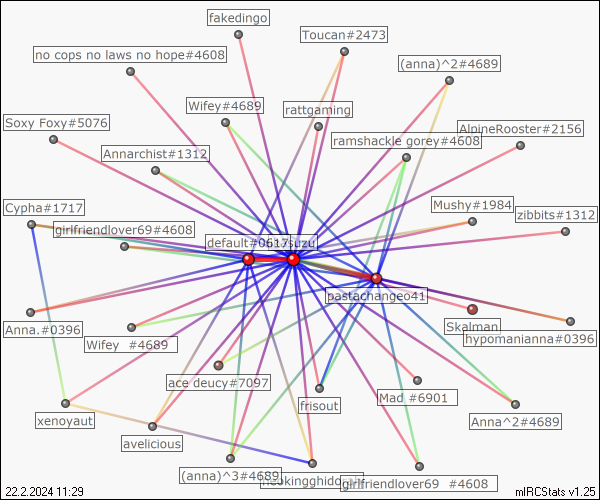 fakedingo
Toucan#2473
no cops no laws no hope#4608
(anna)^2#4689
Wifey#4689
rattgaming
Soxy Foxy#5076
ramshackle gorey#4608
AlpineRooster#2156
Annarchist#1312
Cypha#1717
Mushy#1984
zibbits#1312
girlfriendlover69#4608
default#0617
suzu
pastachangeo41
Anna.#0396
Skalman
Wifey #4689
hypomanianna#0396
ace deucy#7097
Mad #6901
frisout
xenoyaut
Anna^2#4689
avelicious
(anna)^3#4689
girlfriendlover69 #4608
22.2.2024 11:29
mIRCStats v1.25